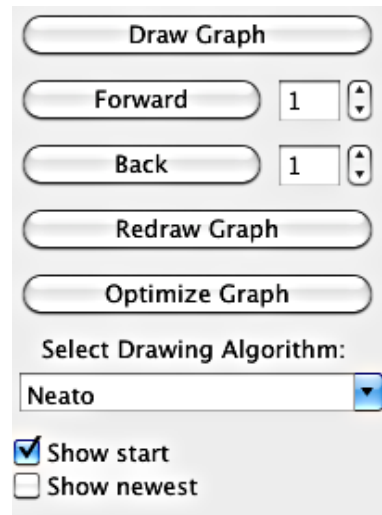 Draw Graph
Forward 1
Back 1
Redraw Graph
Optimize Graph
Select Drawing Algorithm:
Neato
Show start
Show newest